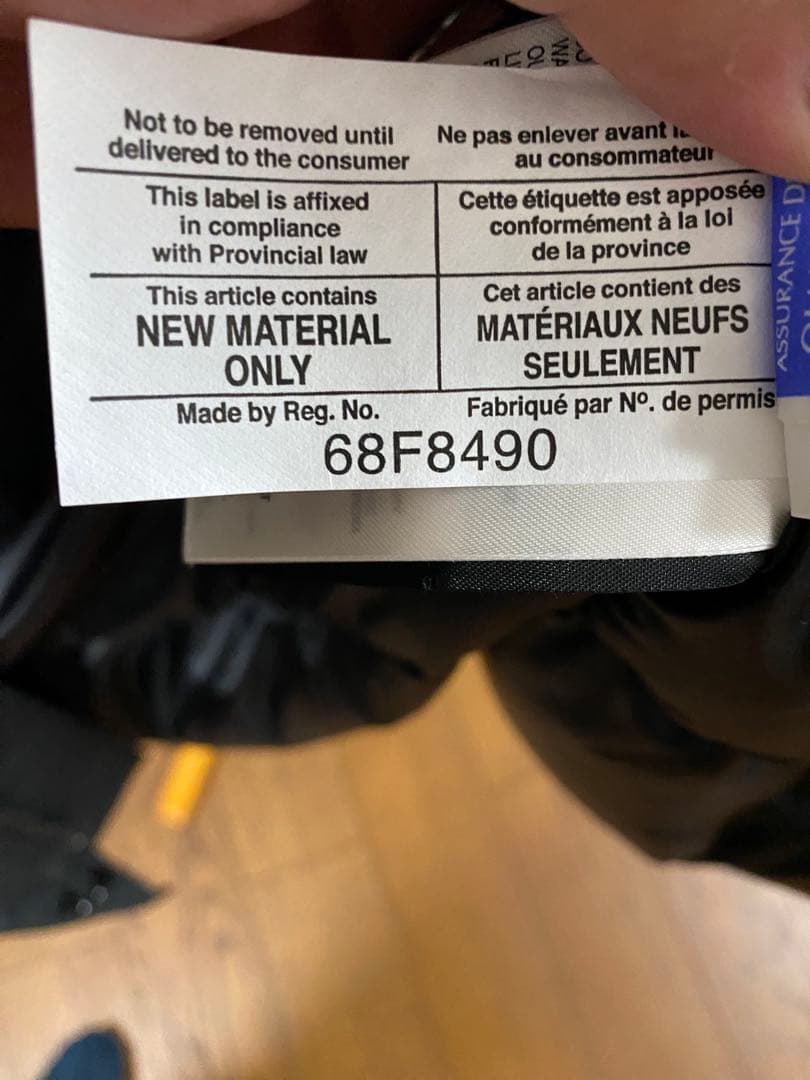 Not to be removed until
delivered to the consumer
Ne pas enlever avant
au consommateur
This label is affixed
in compliance
with Provincial law
Cette étiquette est apposée
conformément à la loi
de la province
This article contains
NEW MATERIAL
ONLY
Cet article contient des
MATÉRIAUX NEUFS
SEULEMENT
Made by Reg. No.
Fabriqué par Nº. de permis
68F8490
ASSURANCE